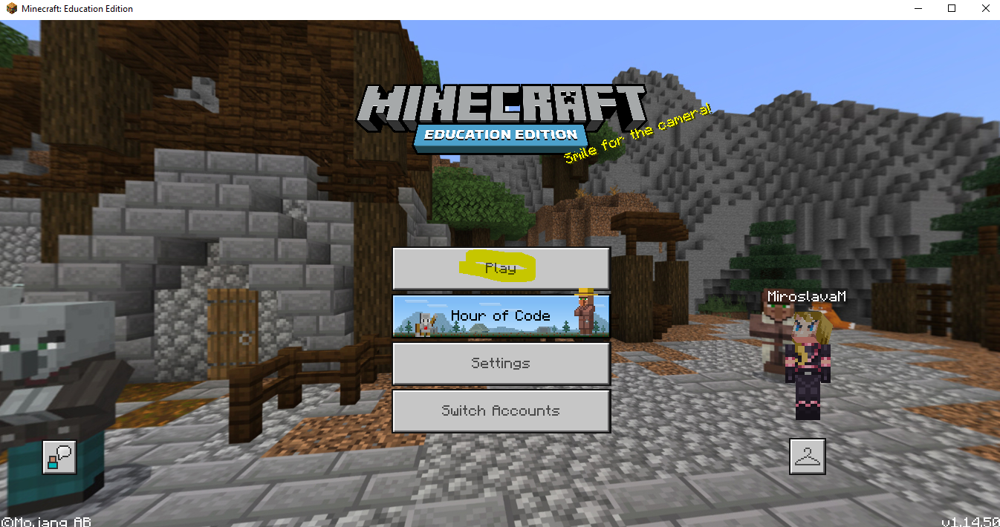 Minecraft: Education Edition
MINECRAFT
EDUCATION EDITION
Smile for the camera!
Play
Hour of Code
MiroslavaM
Settings
Switch Accounts
©Mojang AB
v1.14.50